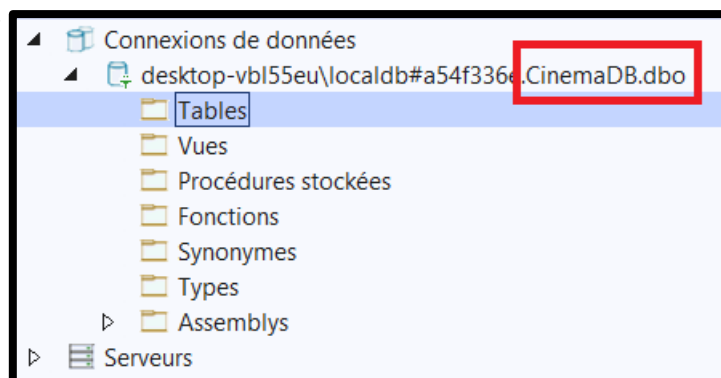 Connexions de données
desktop-vbl55eu\localdb#a54f336e.CinemaDB.dbo
Tables
Vues
Procédures stockées
Fonctions
Synonymes
Types
Assemblys
Serveurs